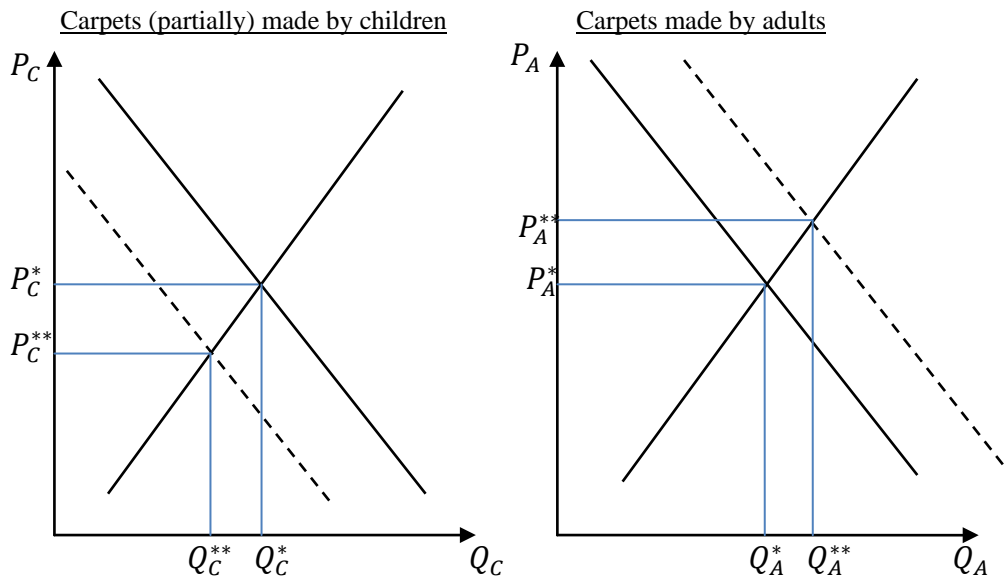 Carpets (partially) made by children
Carpets made by adults
P_C
P_A
P_A^{**}
P_C^*
P_A^*
P_C^{**}
Q_C^{**} Q_C^* Q_C
Q_A^* Q_A^{**} Q_A